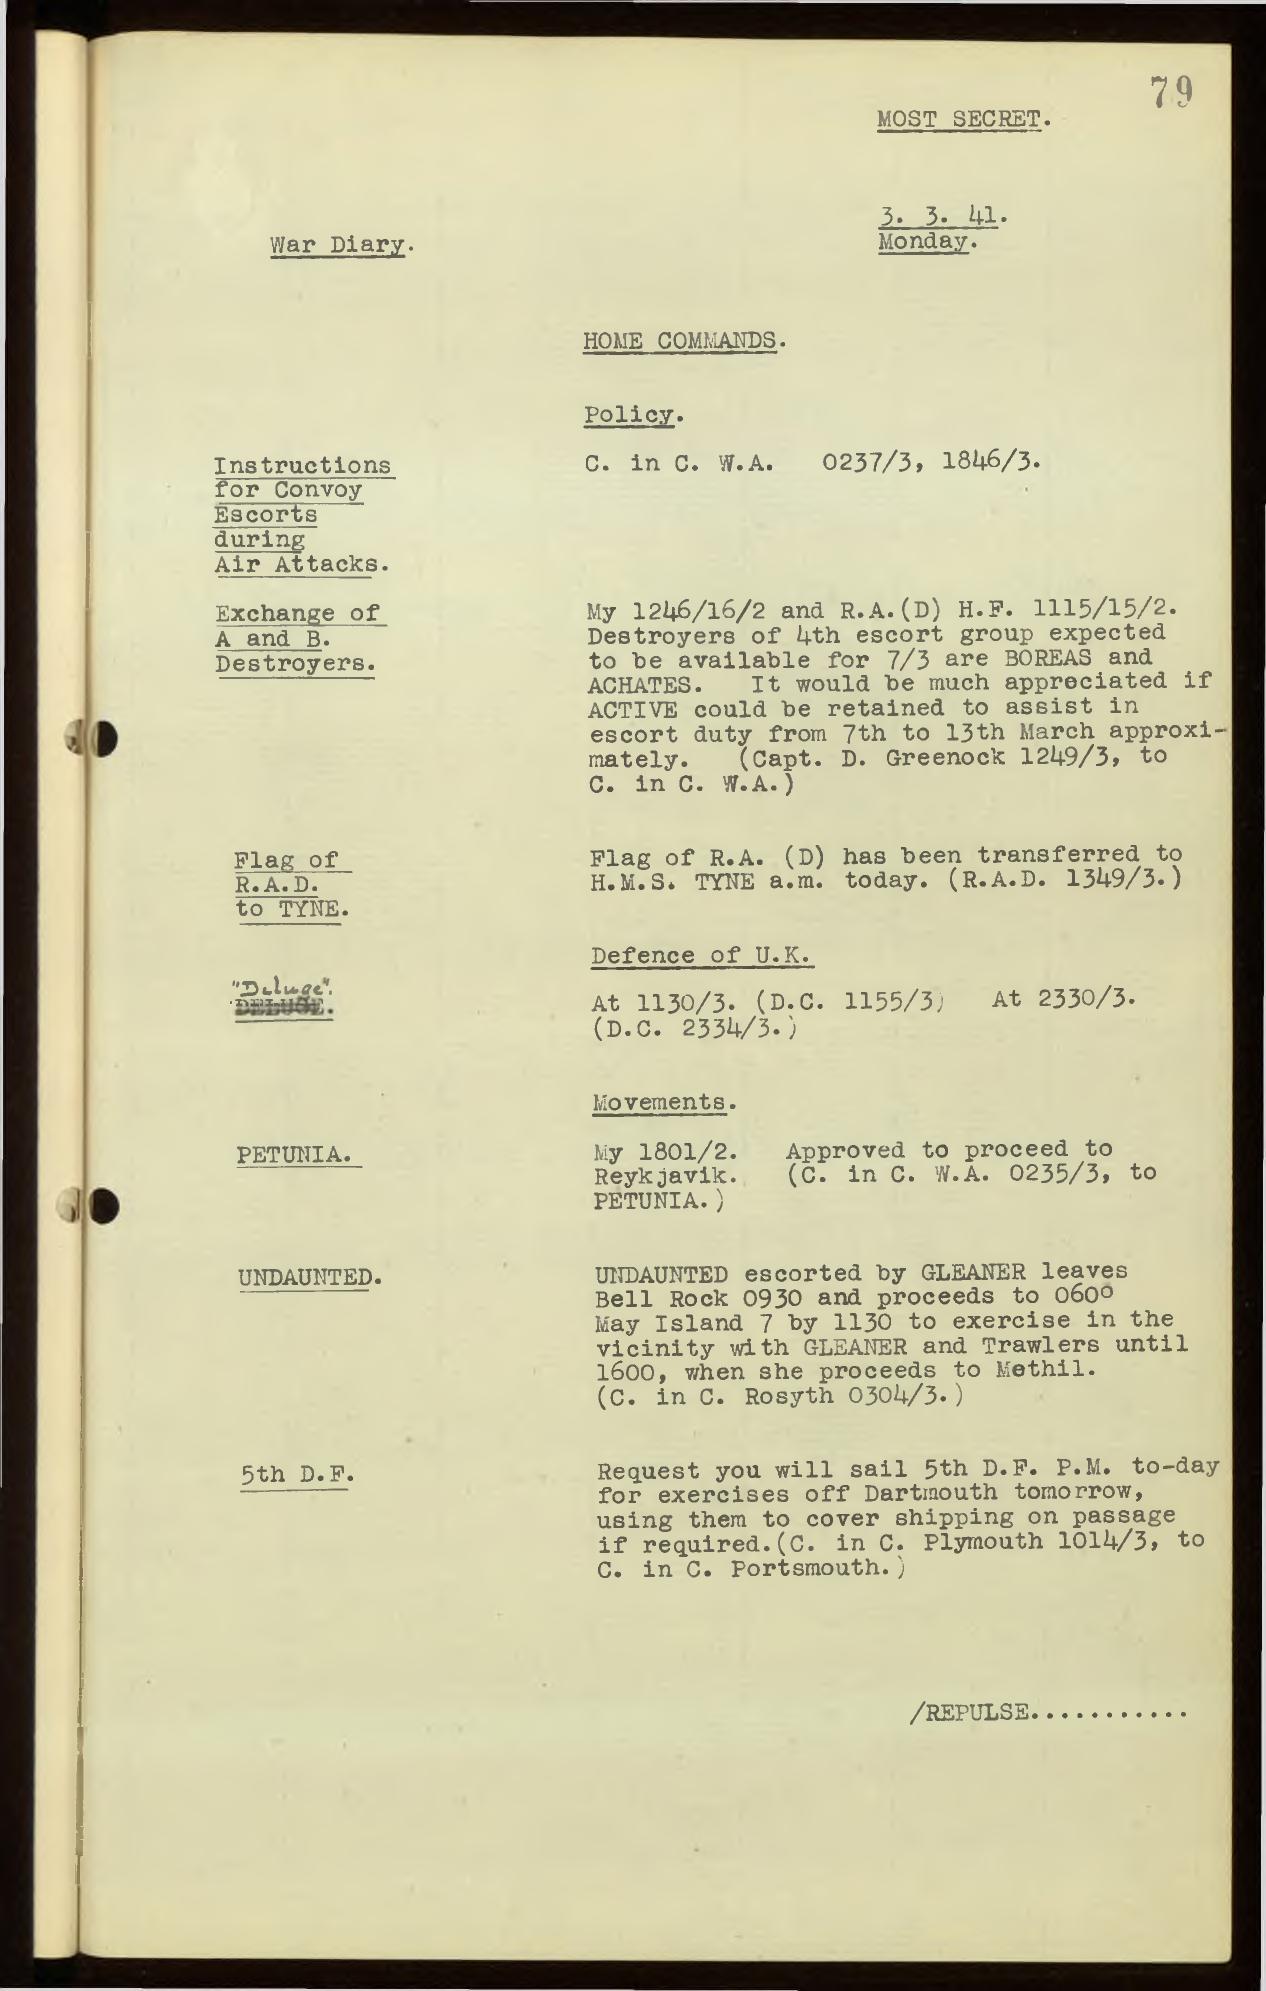 79
MOST SECRET.
3. 3. 41.
War Diary.
Monday.
HOME COMMANDS.
Policy.
Instructions
for Convoy
Escorts
during
Air Attacks.
C. in C. W.A. 0237/3, 1846/3.
Exchange of
A and B.
Destroyers.
My 1246/16/2 and R.A.(D) H.F. 1115/15/2.
Destroyers of 4th escort group expected
to be available for 7/3 are BOREAS and
ACHATES. It would be much appreciated if
ACTIVE could be retained to assist in
escort duty from 7th to 13th March approxi-
mately. (Capt. D. Greenock 1249/3, to
C. in C. W.A.)
Flag of
R.A.D.
to TYNE.
Flag of R.A. (D) has been transferred to
H.M.S. TYNE a.m. today. (R.A.D. 1349/3.)
Defence of U.K.
"Deluge".
DELUGE.
At 1130/3. (D.C. 1155/3) At 2330/3.
(D.C. 2334/3.)
Movements.
PETUNIA.
My 1801/2. Approved to proceed to
Reykjavik. (C. in C. W.A. 0235/3, to
PETUNIA.)
UNDAUNTED.
UNDAUNTED escorted by GLEANER leaves
Bell Rock 0930 and proceeds to 060°
May Island 7 by 1130 to exercise in the
vicinity with GLEANER and Trawlers until
1600, when she proceeds to Methil.
(C. in C. Rosyth 0304/3.)
5th D.F.
Request you will sail 5th D.F. P.M. to-day
for exercises off Dartmouth tomorrow,
using them to cover shipping on passage
if required.(C. in C. Plymouth 1014/3, to
C. in C. Portsmouth.)
/REPULSE...........